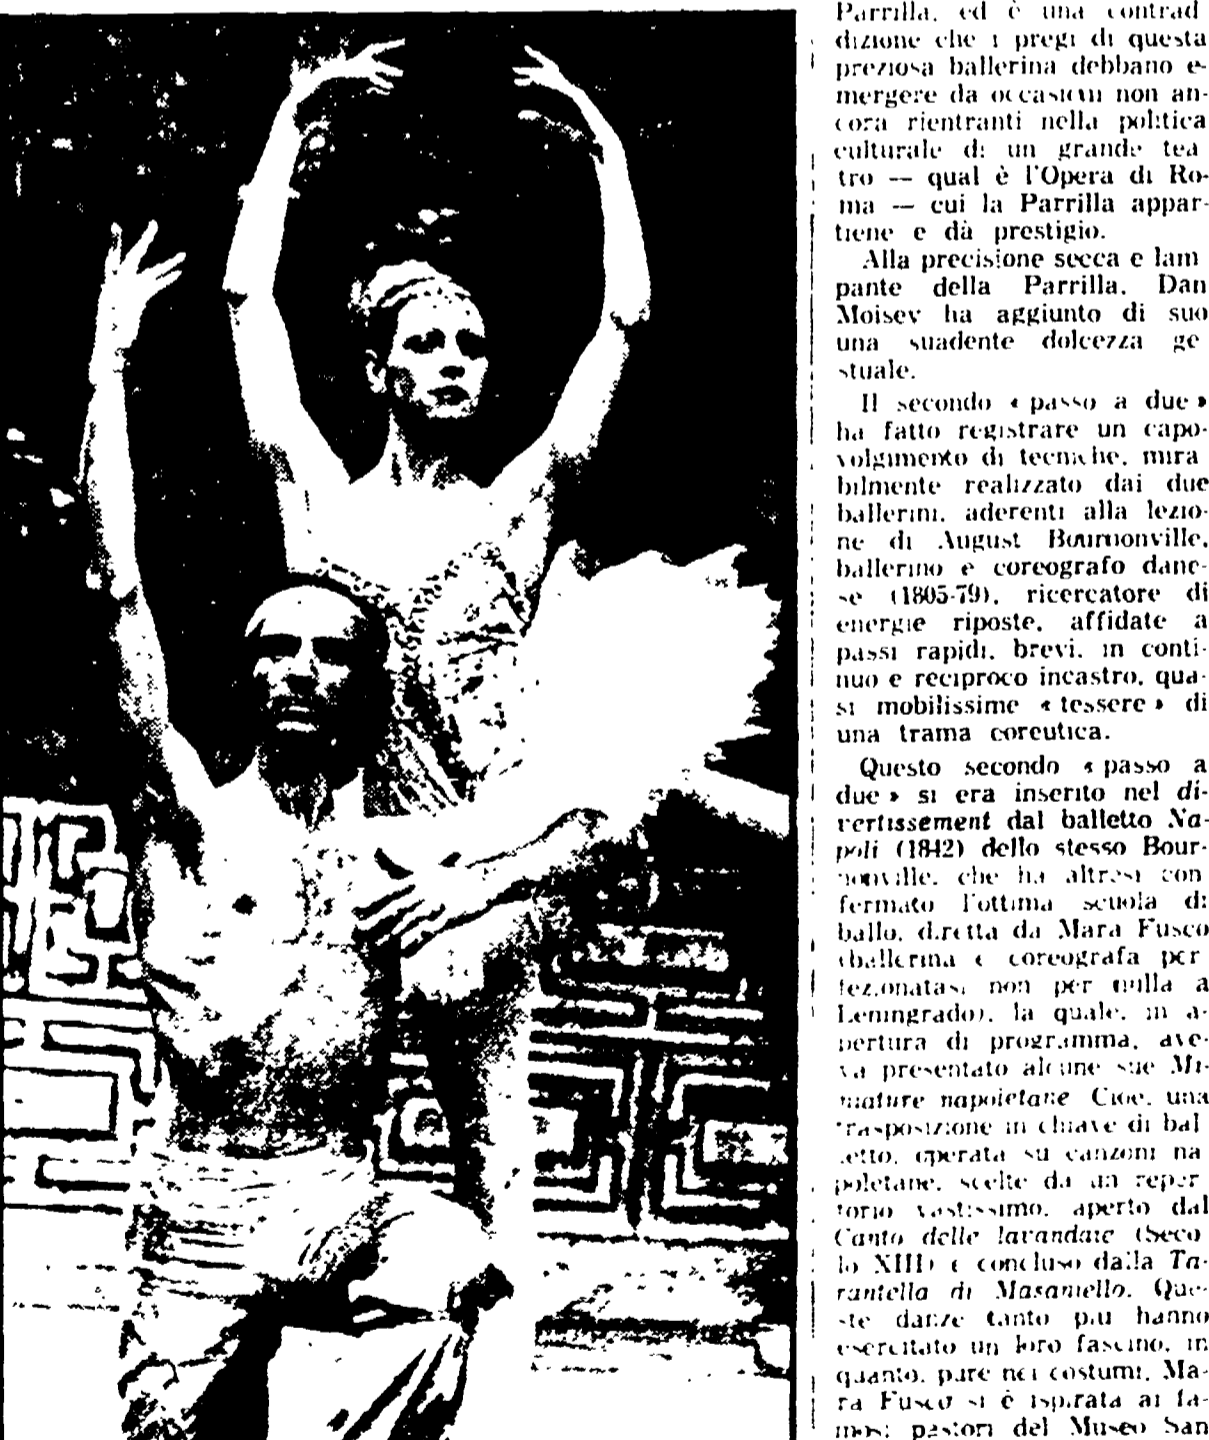 Parrilla, ed è una contrad
dizione che i pregi di questa
preziosa ballerina debbano e-
mergere da occasioni non an-
cora rientranti nella politica
culturale di un grande tea
tro — qual è l'Opera di Ro-
ma — cui la Parrilla appar-
tiene e dà prestigio.
Alla precisione secca e lam
pante della Parrilla, Dan
Moisev ha aggiunto di suo
una suadente dolcezza ge
stuale.
Il secondo « passo a due »
ha fatto registrare un capo-
volgimento di tecniche, mira
bilmente realizzato dai due
ballerini, aderenti alla lezio-
ne di August Bournonville,
ballerino e coreografo dane-
se (1805-79), ricercatore di
energie riposte, affidate a
passi rapidi, brevi, in conti-
nuo e reciproco incastro, qua-
si mobilissime « tessere » di
una trama coreutica.
Questo secondo « passo a
due » si era inserito nel di-
vertissement dal balletto Na-
poli (1842) dello stesso Bour-
nonville, che ha altresì con
fermato l'ottima scuola di
ballo, diretta da Mara Fusco
(ballerina e coreografa per
fezionatasi non per nulla a
Leningrado), la quale, in a-
pertura di programma, ave-
va presentato alcune sue Mi-
niature napoletane Cioè, una
trasposizione in chiave di bal
letto, operata su canzoni na
poletane, scelte da un reper
torio vastissimo, aperto dal
Canto delle lavandaie (Seco
lo XIII) e concluso dalla Ta-
rantella di Masaniello. Que-
ste danze tanto più hanno
esercitato un loro fascino, in
quanto, pure nei costumi, Ma-
ra Fusco si è ispirata ai fa-
mosi pastori del Museo San